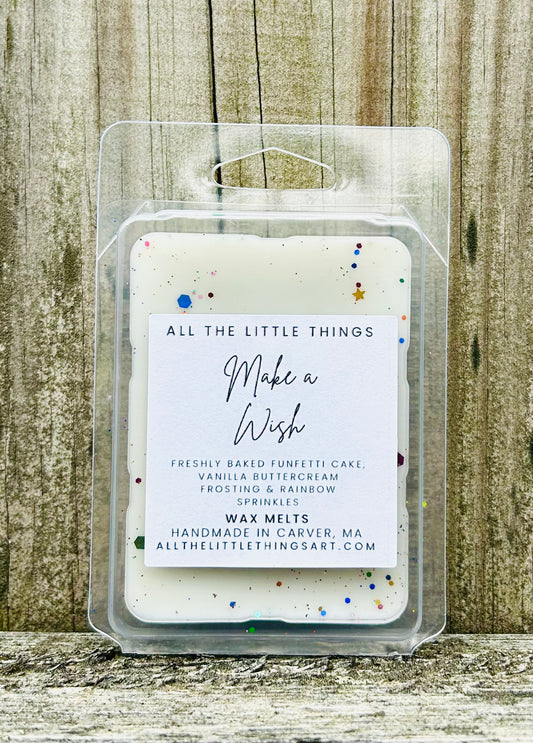 ALL THE LITTLE THINGS
Make a
Wish
FRESHLY BAKED FUNFETTI CAKE,
VANILLA BUTTERCREAM
FROSTING & RAINBOW
SPRINKLES
WAX MELTS
HANDMADE IN CARVER, MA
ALLTHELITTLETHINGSART.COM